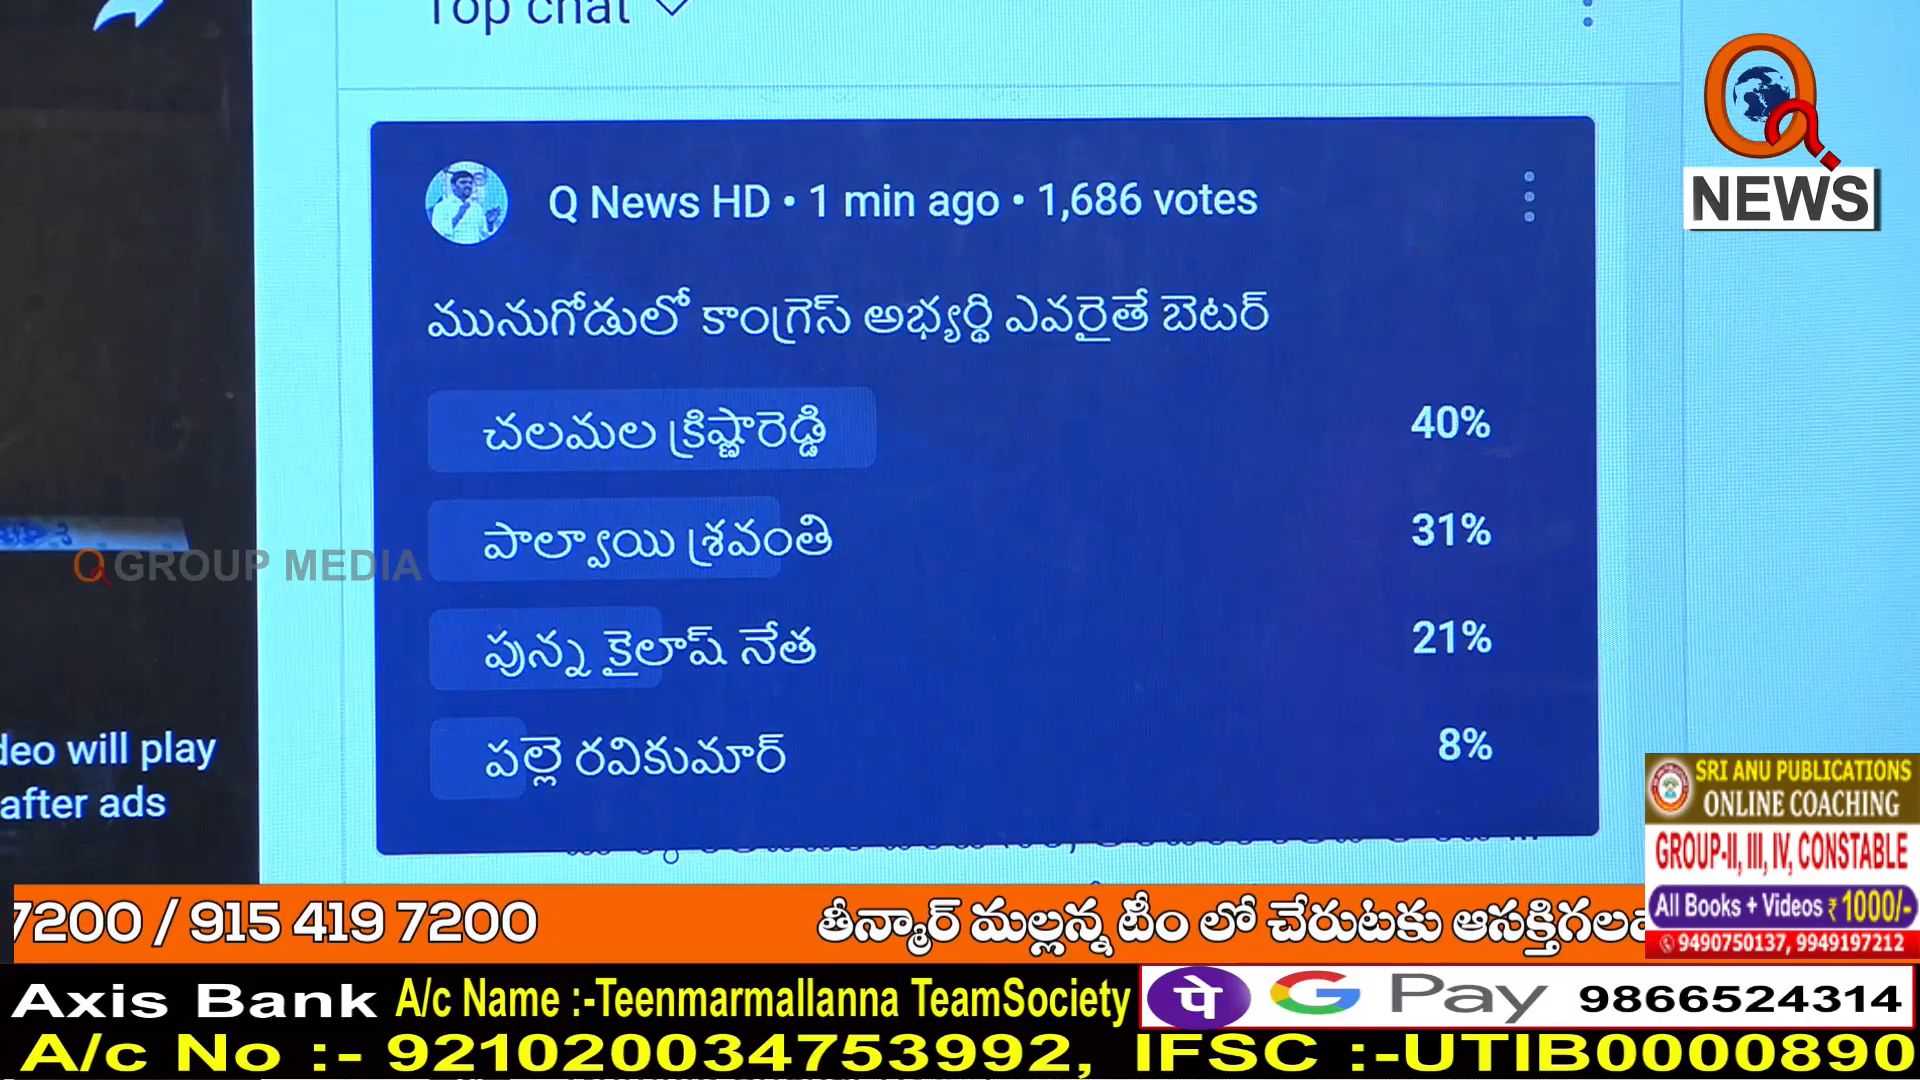 Top chat
Q
NEWS
Q News HD • 1 min ago • 1,686 votes
మునుగోడులో కాంగ్రెస్ అభ్యర్థి ఎవరైతే బెటర్
చలమల క్రిష్ణారెడ్డి 40%
పాల్వాయి శ్రవంతి 31%
Q GROUP MEDIA
పున్న కైలాష్ నేత 21%
పల్లె రవికుమార్ 8%
deo will play
after ads
SRI ANU PUBLICATIONS
ONLINE COACHING
GROUP-II, III, IV, CONSTABLE
All Books + Videos ₹ 1000/-
9490750137, 9949197212
7200 / 915 419 7200 తీన్మార్ మల్లన్న టీం లో చేరుటకు ఆసక్తిగల
Axis Bank A/c Name :-Teenmarmallanna TeamSociety पे G Pay 9866524314
A/c No :- 921020034753992, IFSC :-UTIB0000890